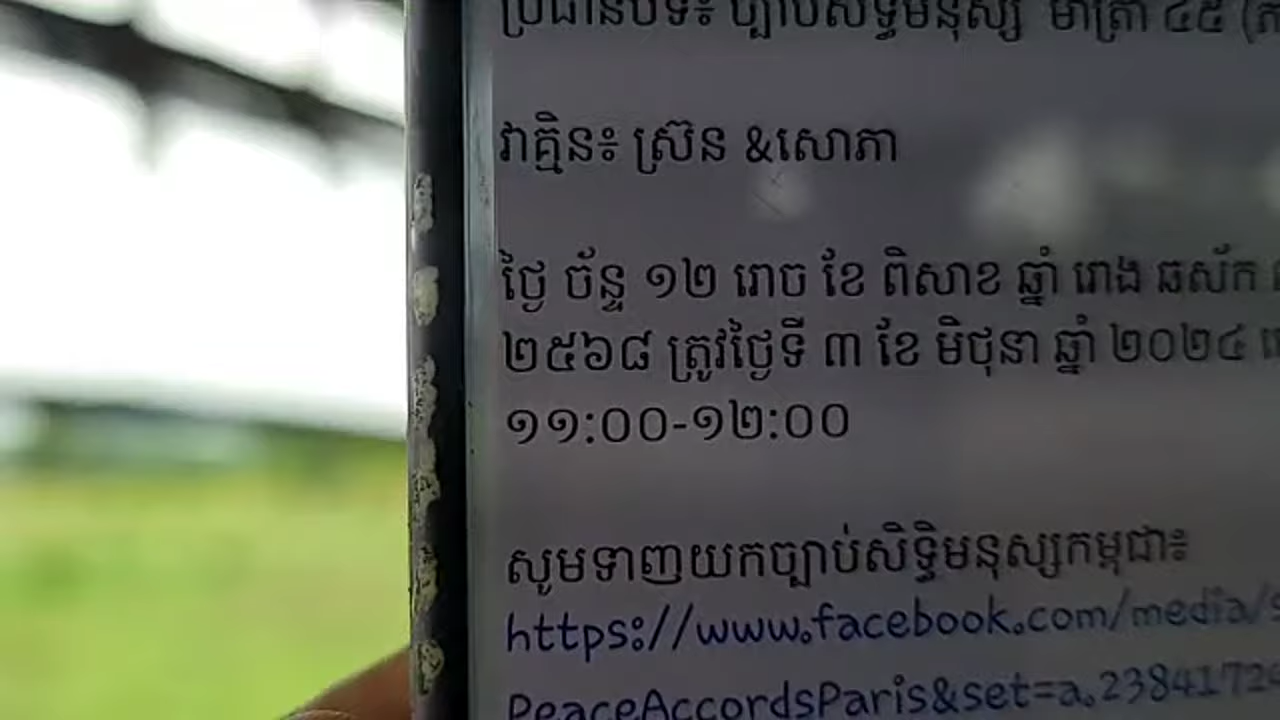 ប្រធានបទ៖ ច្បាប់សិទ្ធិមនុស្ស មាត្រា ៤៥
វាគ្មិន៖ ស្រ៊ន &សោភា
ថ្ងៃ ច័ន្ទ ១២ រោច ខែ ពិសាខ ឆ្នាំ រោង ឆស័ក
២៥៦៨ ត្រូវថ្ងៃទី ៣ ខែ មិថុនា ឆ្នាំ ២០២៤
១១:០០-១២:០០
សូមទាញយកច្បាប់សិទ្ធិមនុស្សកម្ពុជា៖
https://www.facebook.com/media/s
PeaceAccordsParis&set=a.2384172